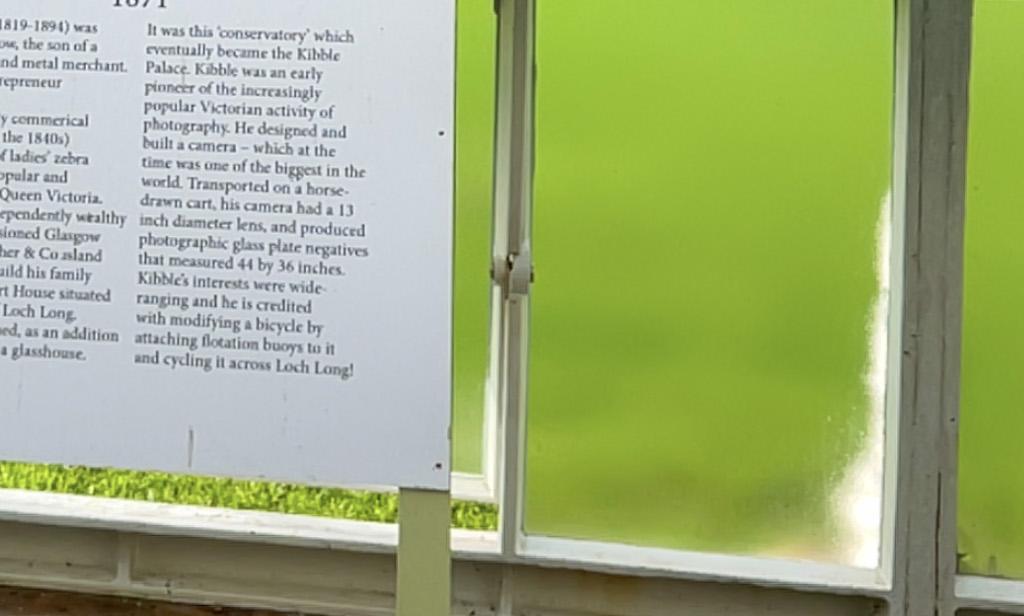 1871
1819-1894) was
ow, the son of a
nd metal merchant.
repreneur
y commerical
the 1840s)
f ladies' zebra
opular and
Queen Victoria.
ependently wealthy
sioned Glasgow
her & Co island
uild his family
rt House situated
Loch Long.
ned, as an addition
a glasshouse.
It was this 'conservatory' which
eventually became the Kibble
Palace. Kibble was an early
pioneer of the increasingly
popular Victorian activity of
photography. He designed and
built a camera – which at the
time was one of the biggest in the
world. Transported on a horse-
drawn cart, his camera had a 13
inch diameter lens, and produced
photographic glass plate negatives
that measured 44 by 36 inches.
Kibble's interests were wide-
ranging and he is credited
with modifying a bicycle by
attaching flotation buoys to it
and cycling it across Loch Long!